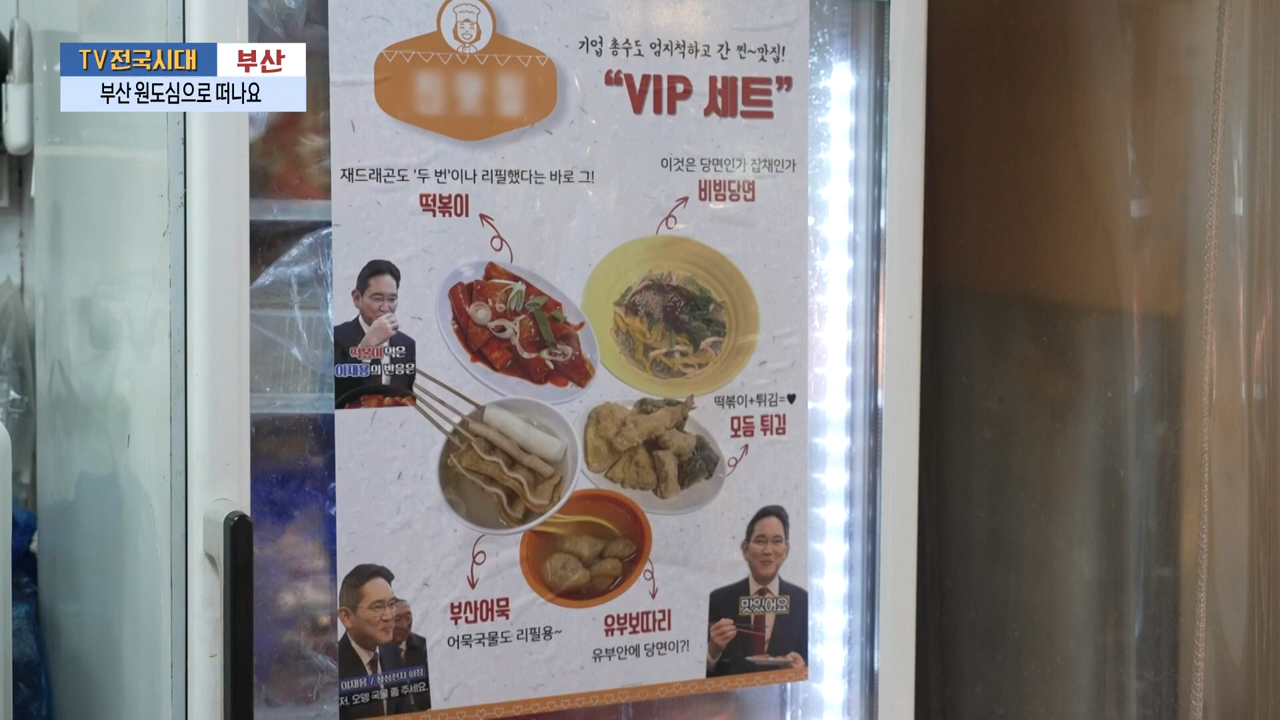 TV전국시대 부산
부산 원도심으로 떠나요
기업 총수도 엄지척하고 간 찐~맛집!
“VIP 세트”
재드래곤도 '두 번'이나 리필했다는 바로 그!
떡볶이
이것은 당면인가 잡채인가
비빔당면
떡볶이 먹은
이재용의 반응은
떡볶이+튀김=♥
모듬 튀김
부산어묵
어묵국물도 리필용~
유부보따리
유부안에 당면이?!
맛있어요
이재용 / 삼성전자 회장
저, 오뎅 국물 좀 주세요.